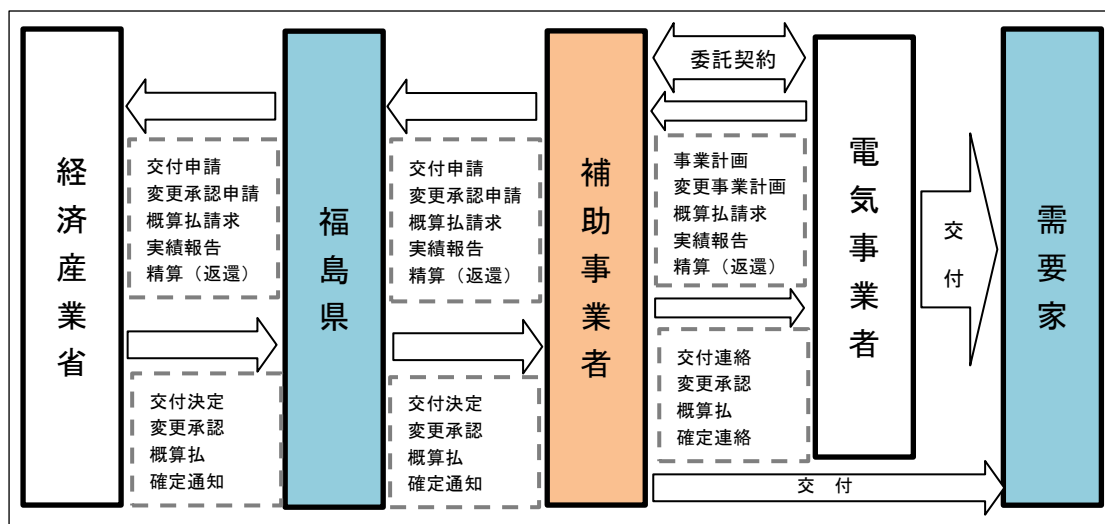 経済産業省
交付申請
変更承認申請
概算払請求
実績報告
精算（返還）
交付決定
変更承認
概算払
確定通知
福島県
交付申請
変更承認申請
概算払請求
実績報告
精算（返還）
交付決定
変更承認
概算払
確定通知
補助事業者
委託契約
事業計画
変更事業計画
概算払請求
実績報告
精算（返還）
交付連絡
変更承認
概算払
確定連絡
電気事業者
交付
交付
需要家